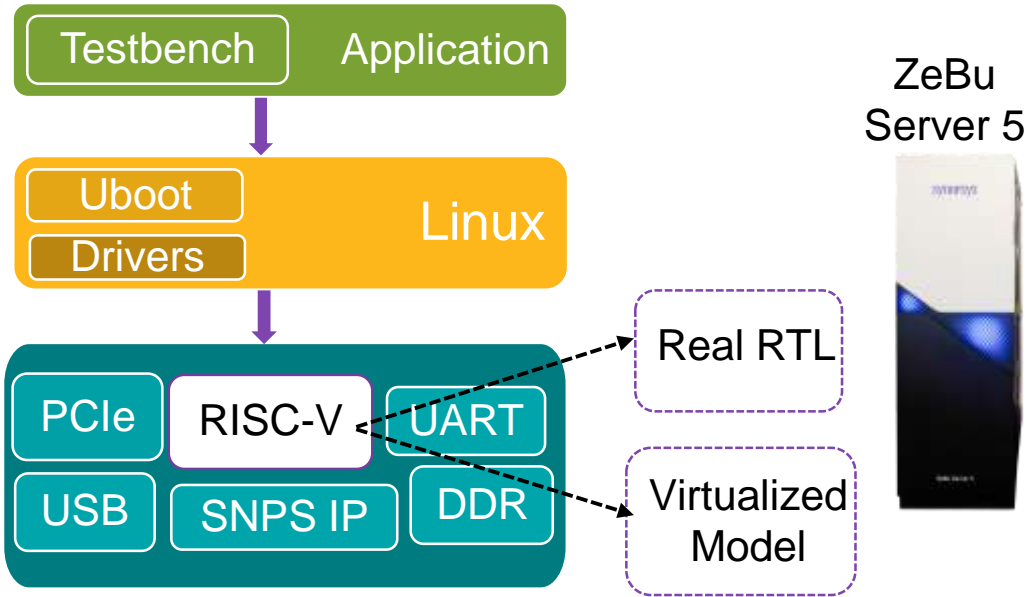 Testbench
Application
ZeBu
Server 5
Uboot
Linux
Drivers
SYNOPSYS
Real RTL
PCIe
RISC-V
UART
USB
SNPS IP
DDR
Virtualized
Model